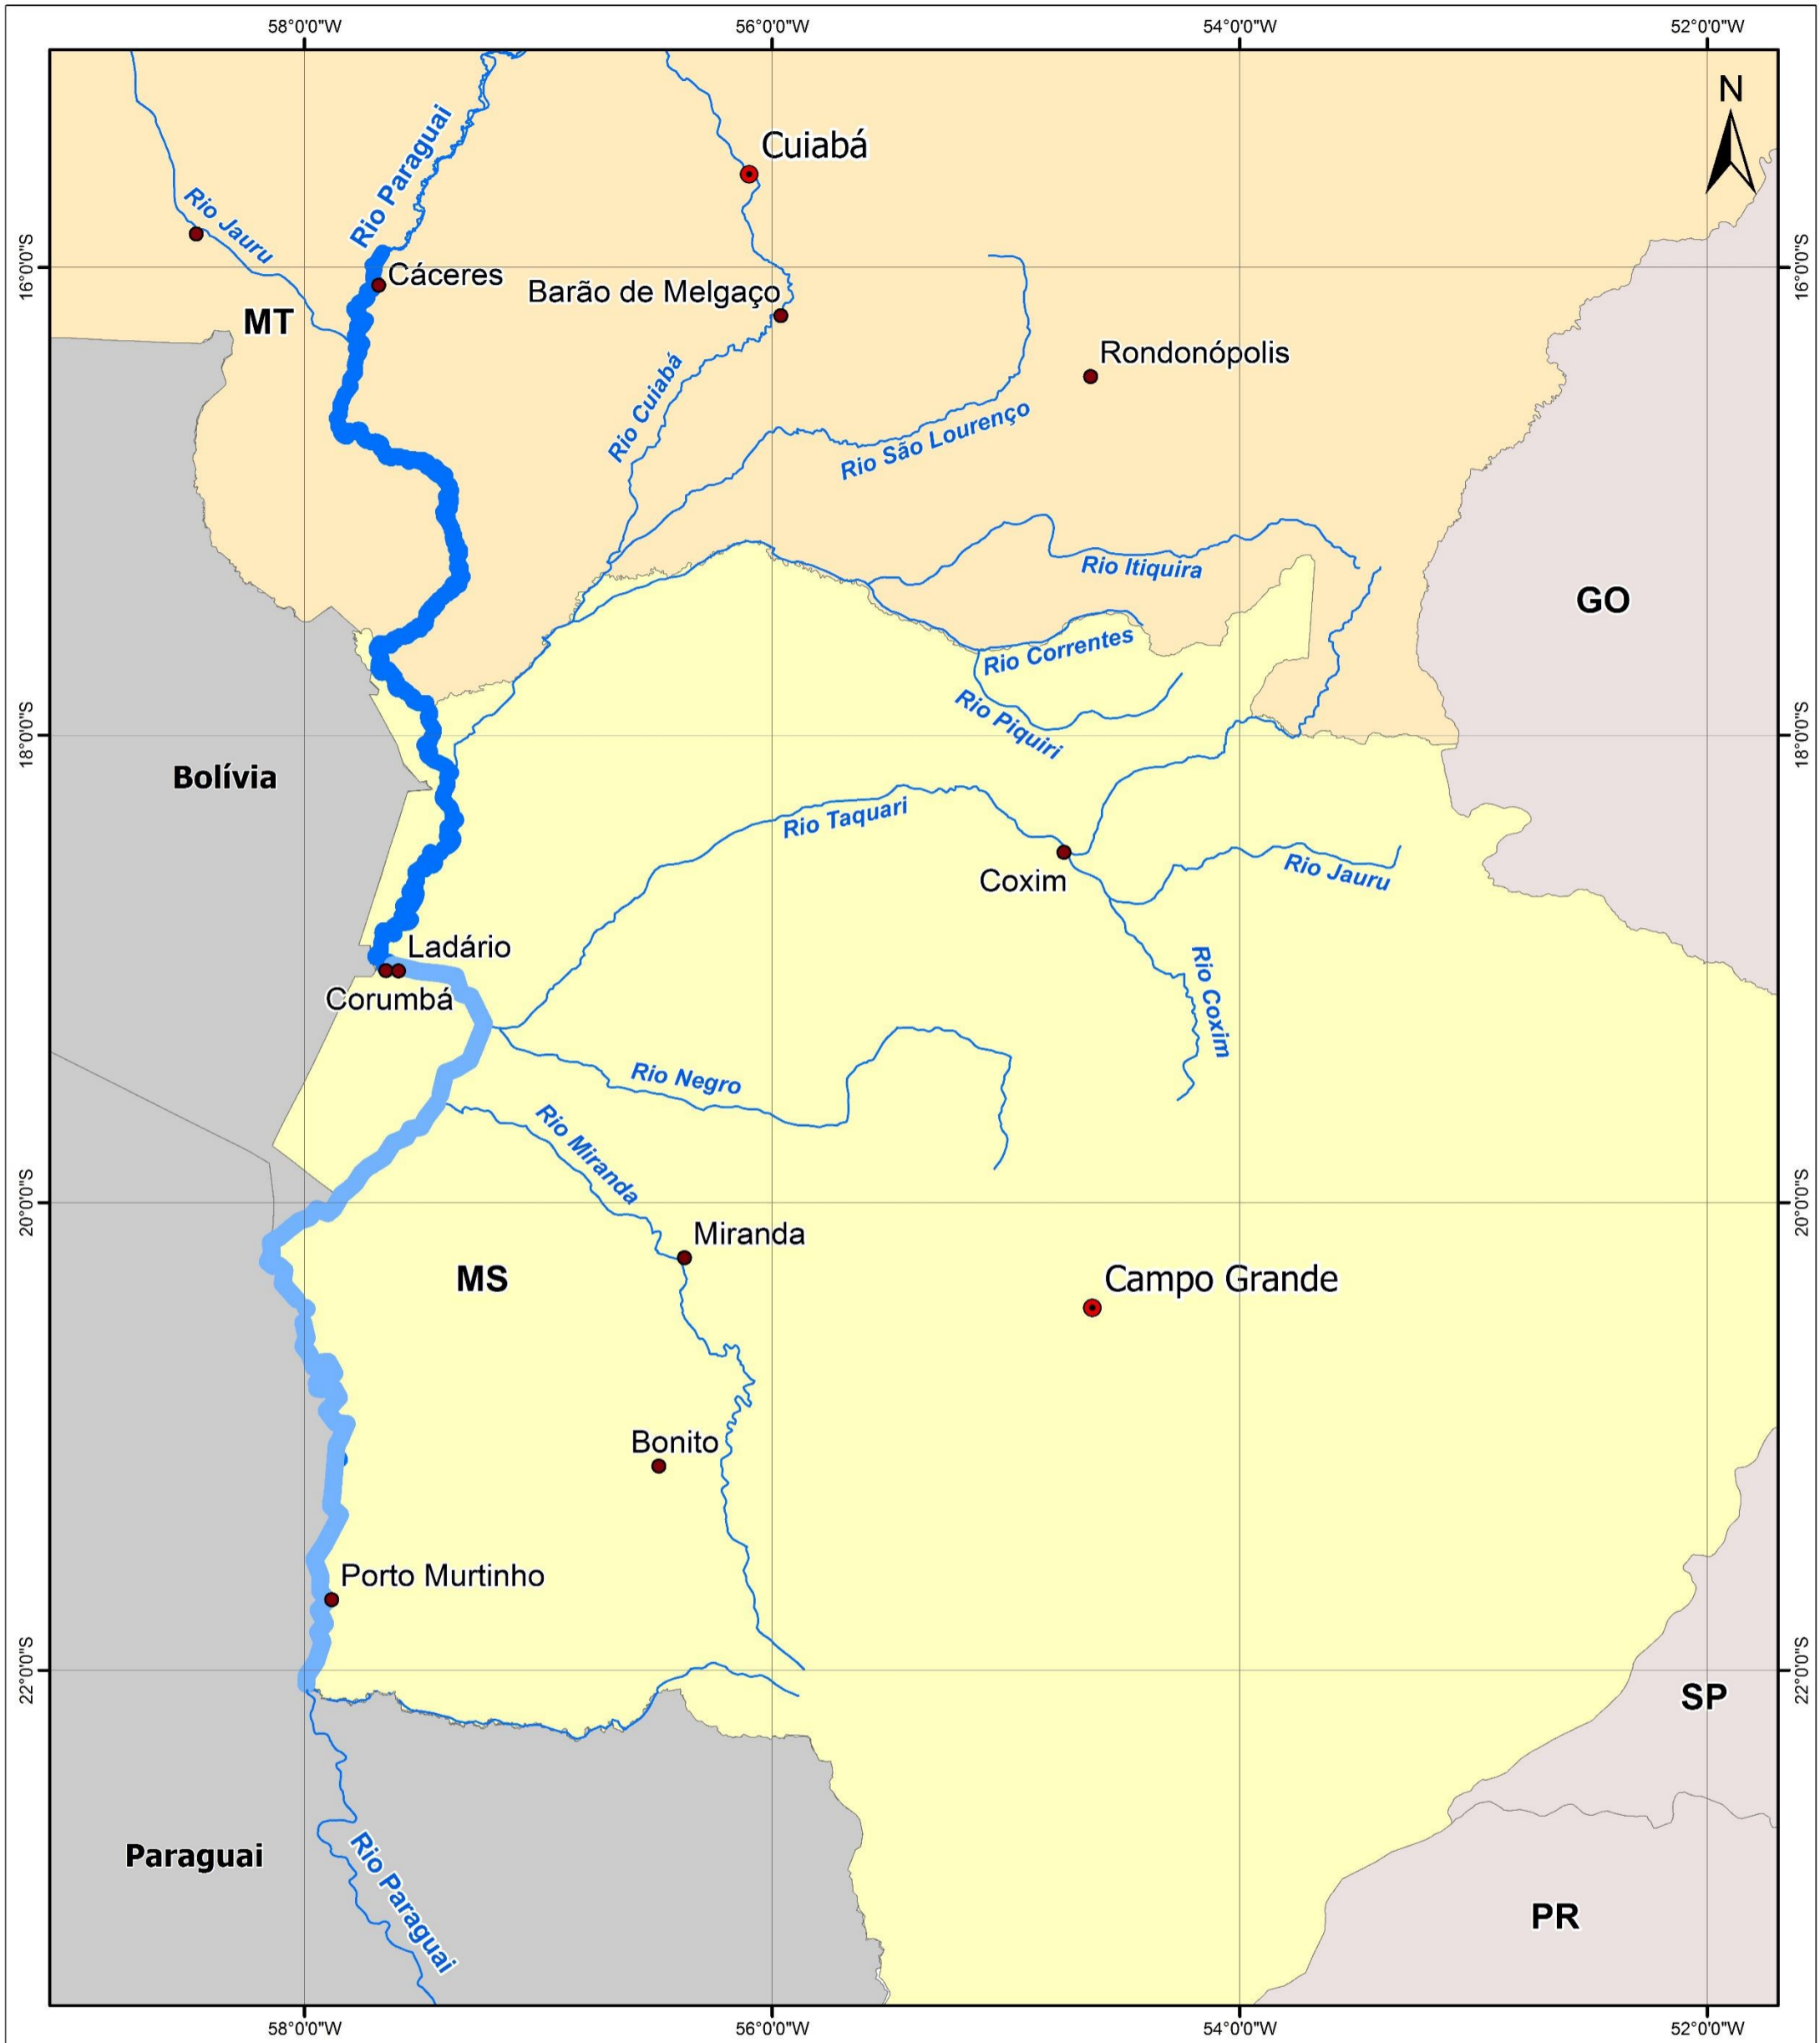 58°0'0"W
56°0'0"W
54°0'0"W
52°0'0"W
N
Cuiabá
Rio Paraguai
Rio Jauru
16°0'0"S
16°0'0"S
Cáceres
Barão de Melgaço
MT
Rondonópolis
Rio Cuiabá
Rio São Lourenço
Rio Itiquira
GO
Rio Correntes
Rio Piquiri
18°0'0"S
18°0'0"S
Bolívia
Rio Taquari
Coxim
Rio Jauru
Ladário
Corumbá
Rio Coxim
Rio Negro
Rio Miranda
20°0'0"S
20°0'0"S
Miranda
MS
Campo Grande
Bonito
Porto Murtinho
22°0'0"S
22°0'0"S
SP
Paraguai
Rio Paraguai
PR
58°0'0"W
56°0'0"W
54°0'0"W
52°0'0"W